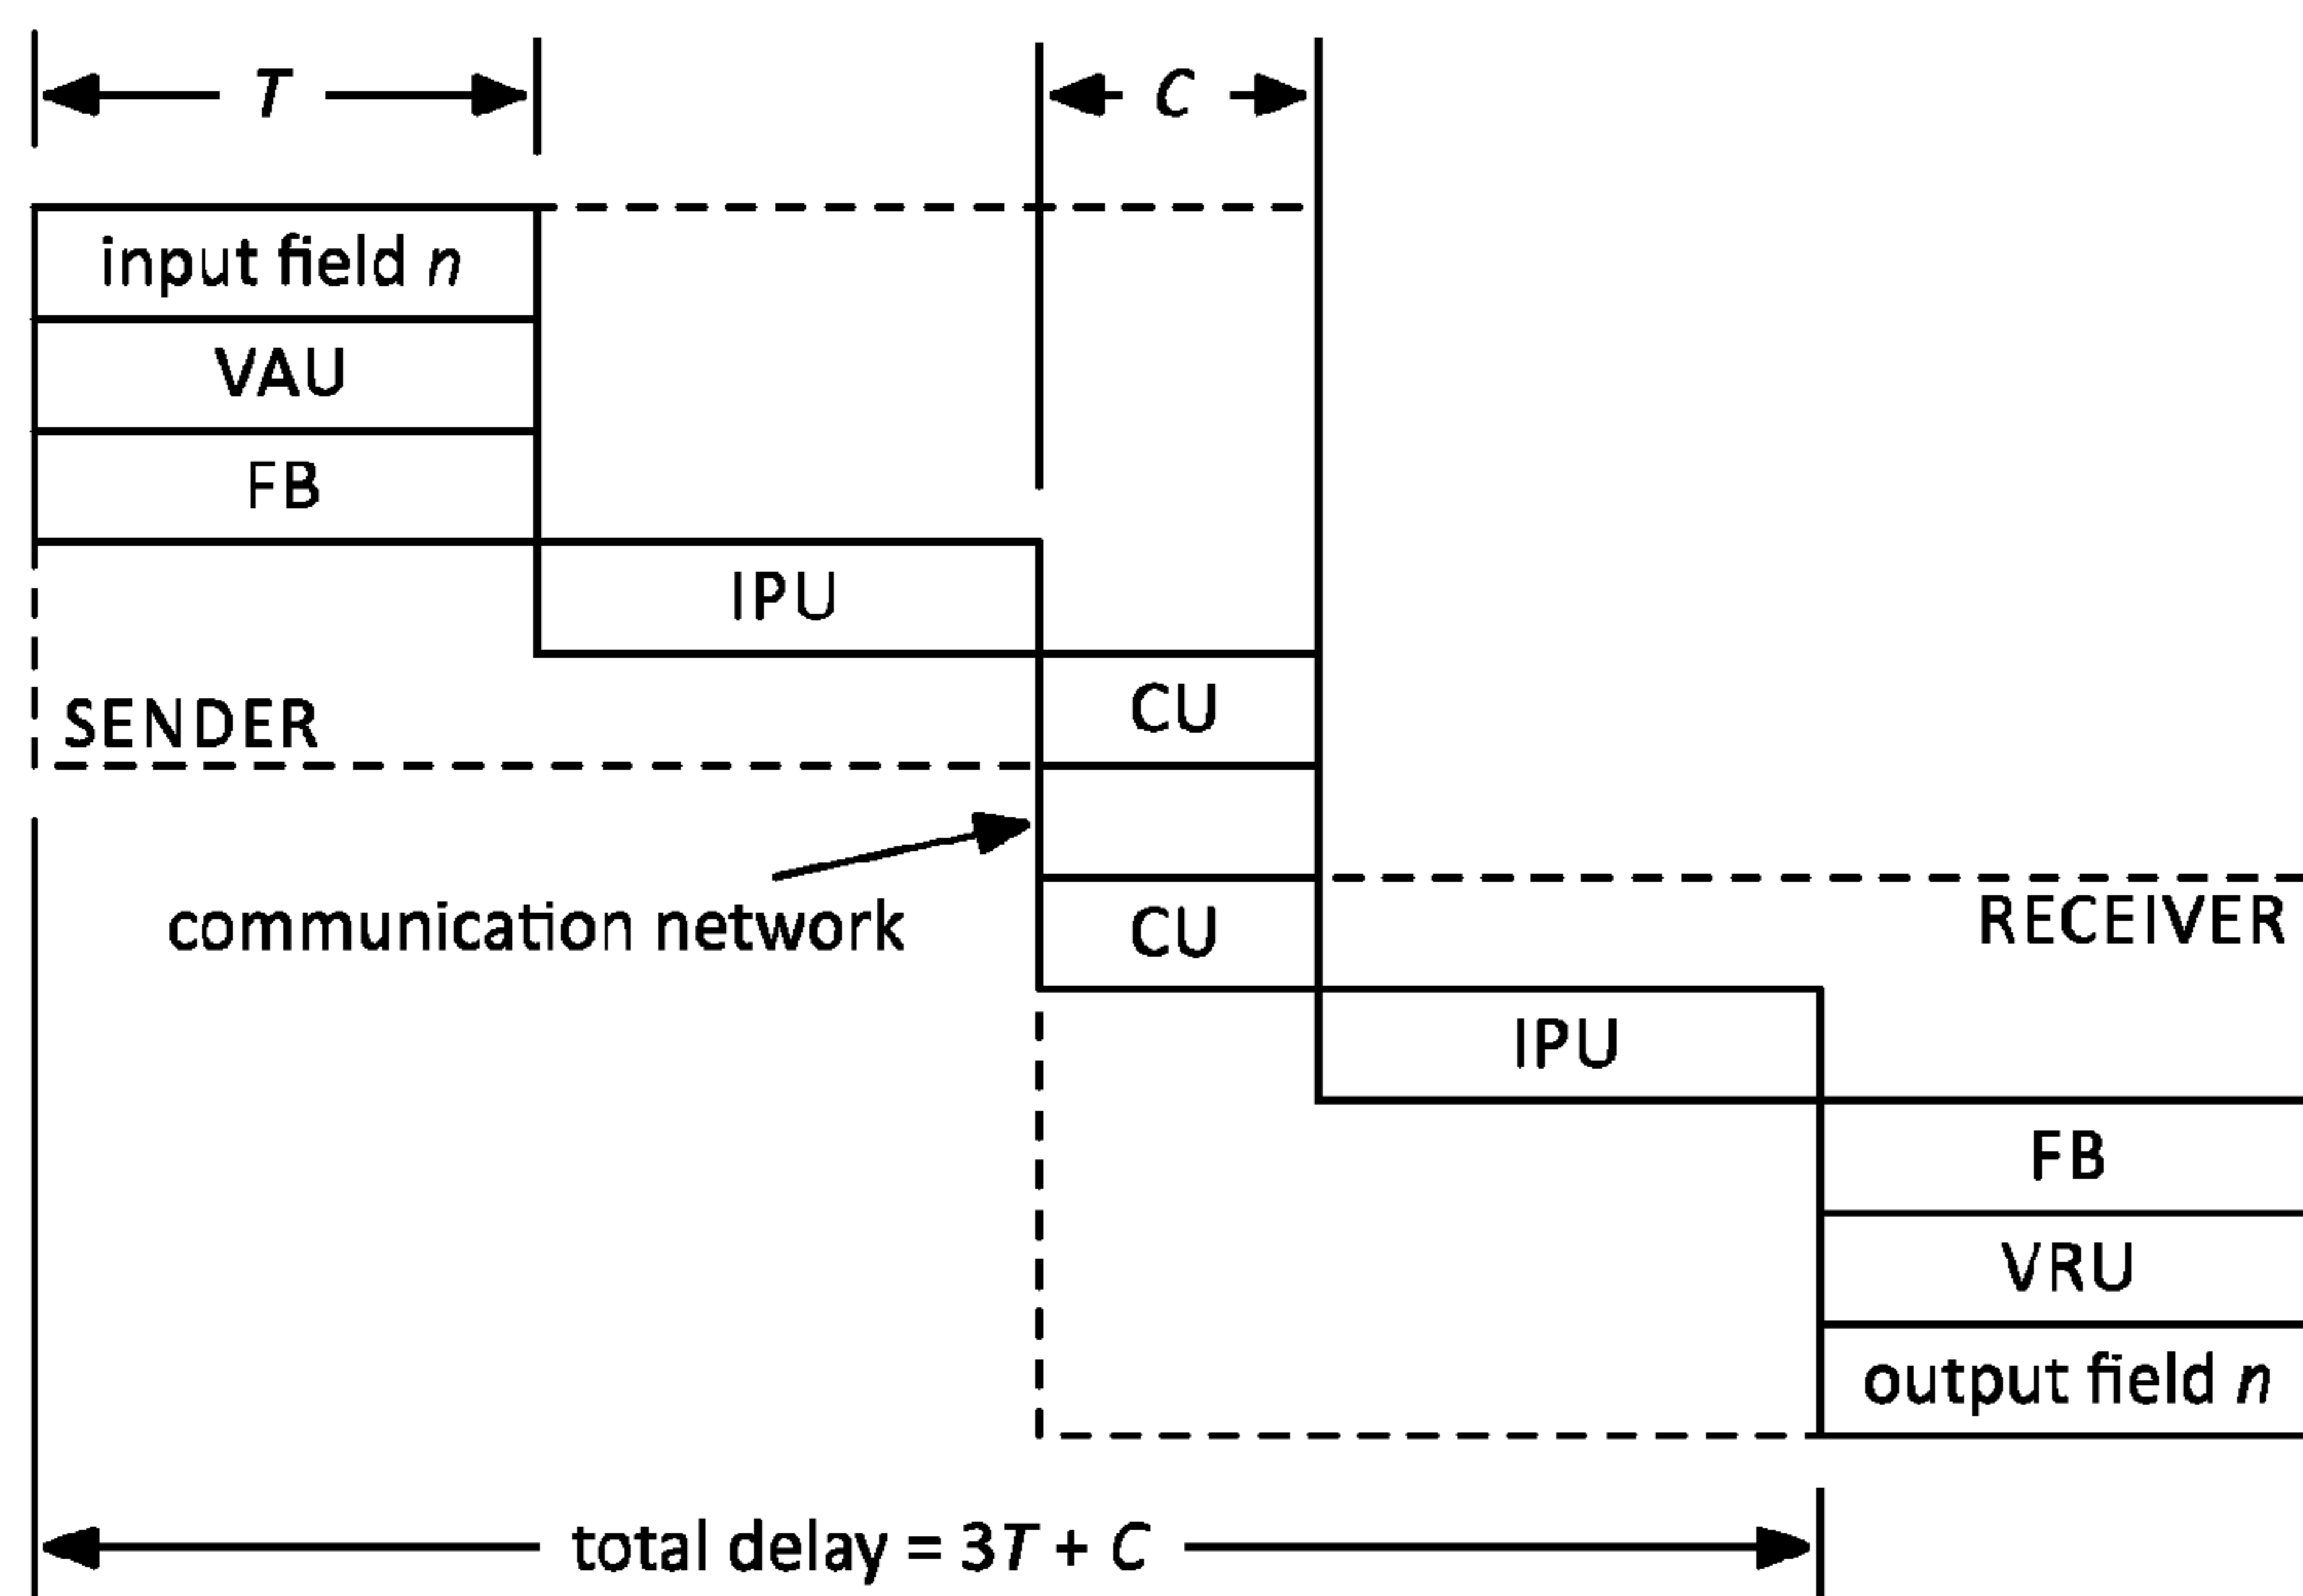 T
C
input field n
VAU
FB
IPU
CU
SENDER
communication network
CU
RECEIVER
IPU
FB
VRU
output field n
total delay = 3T + C